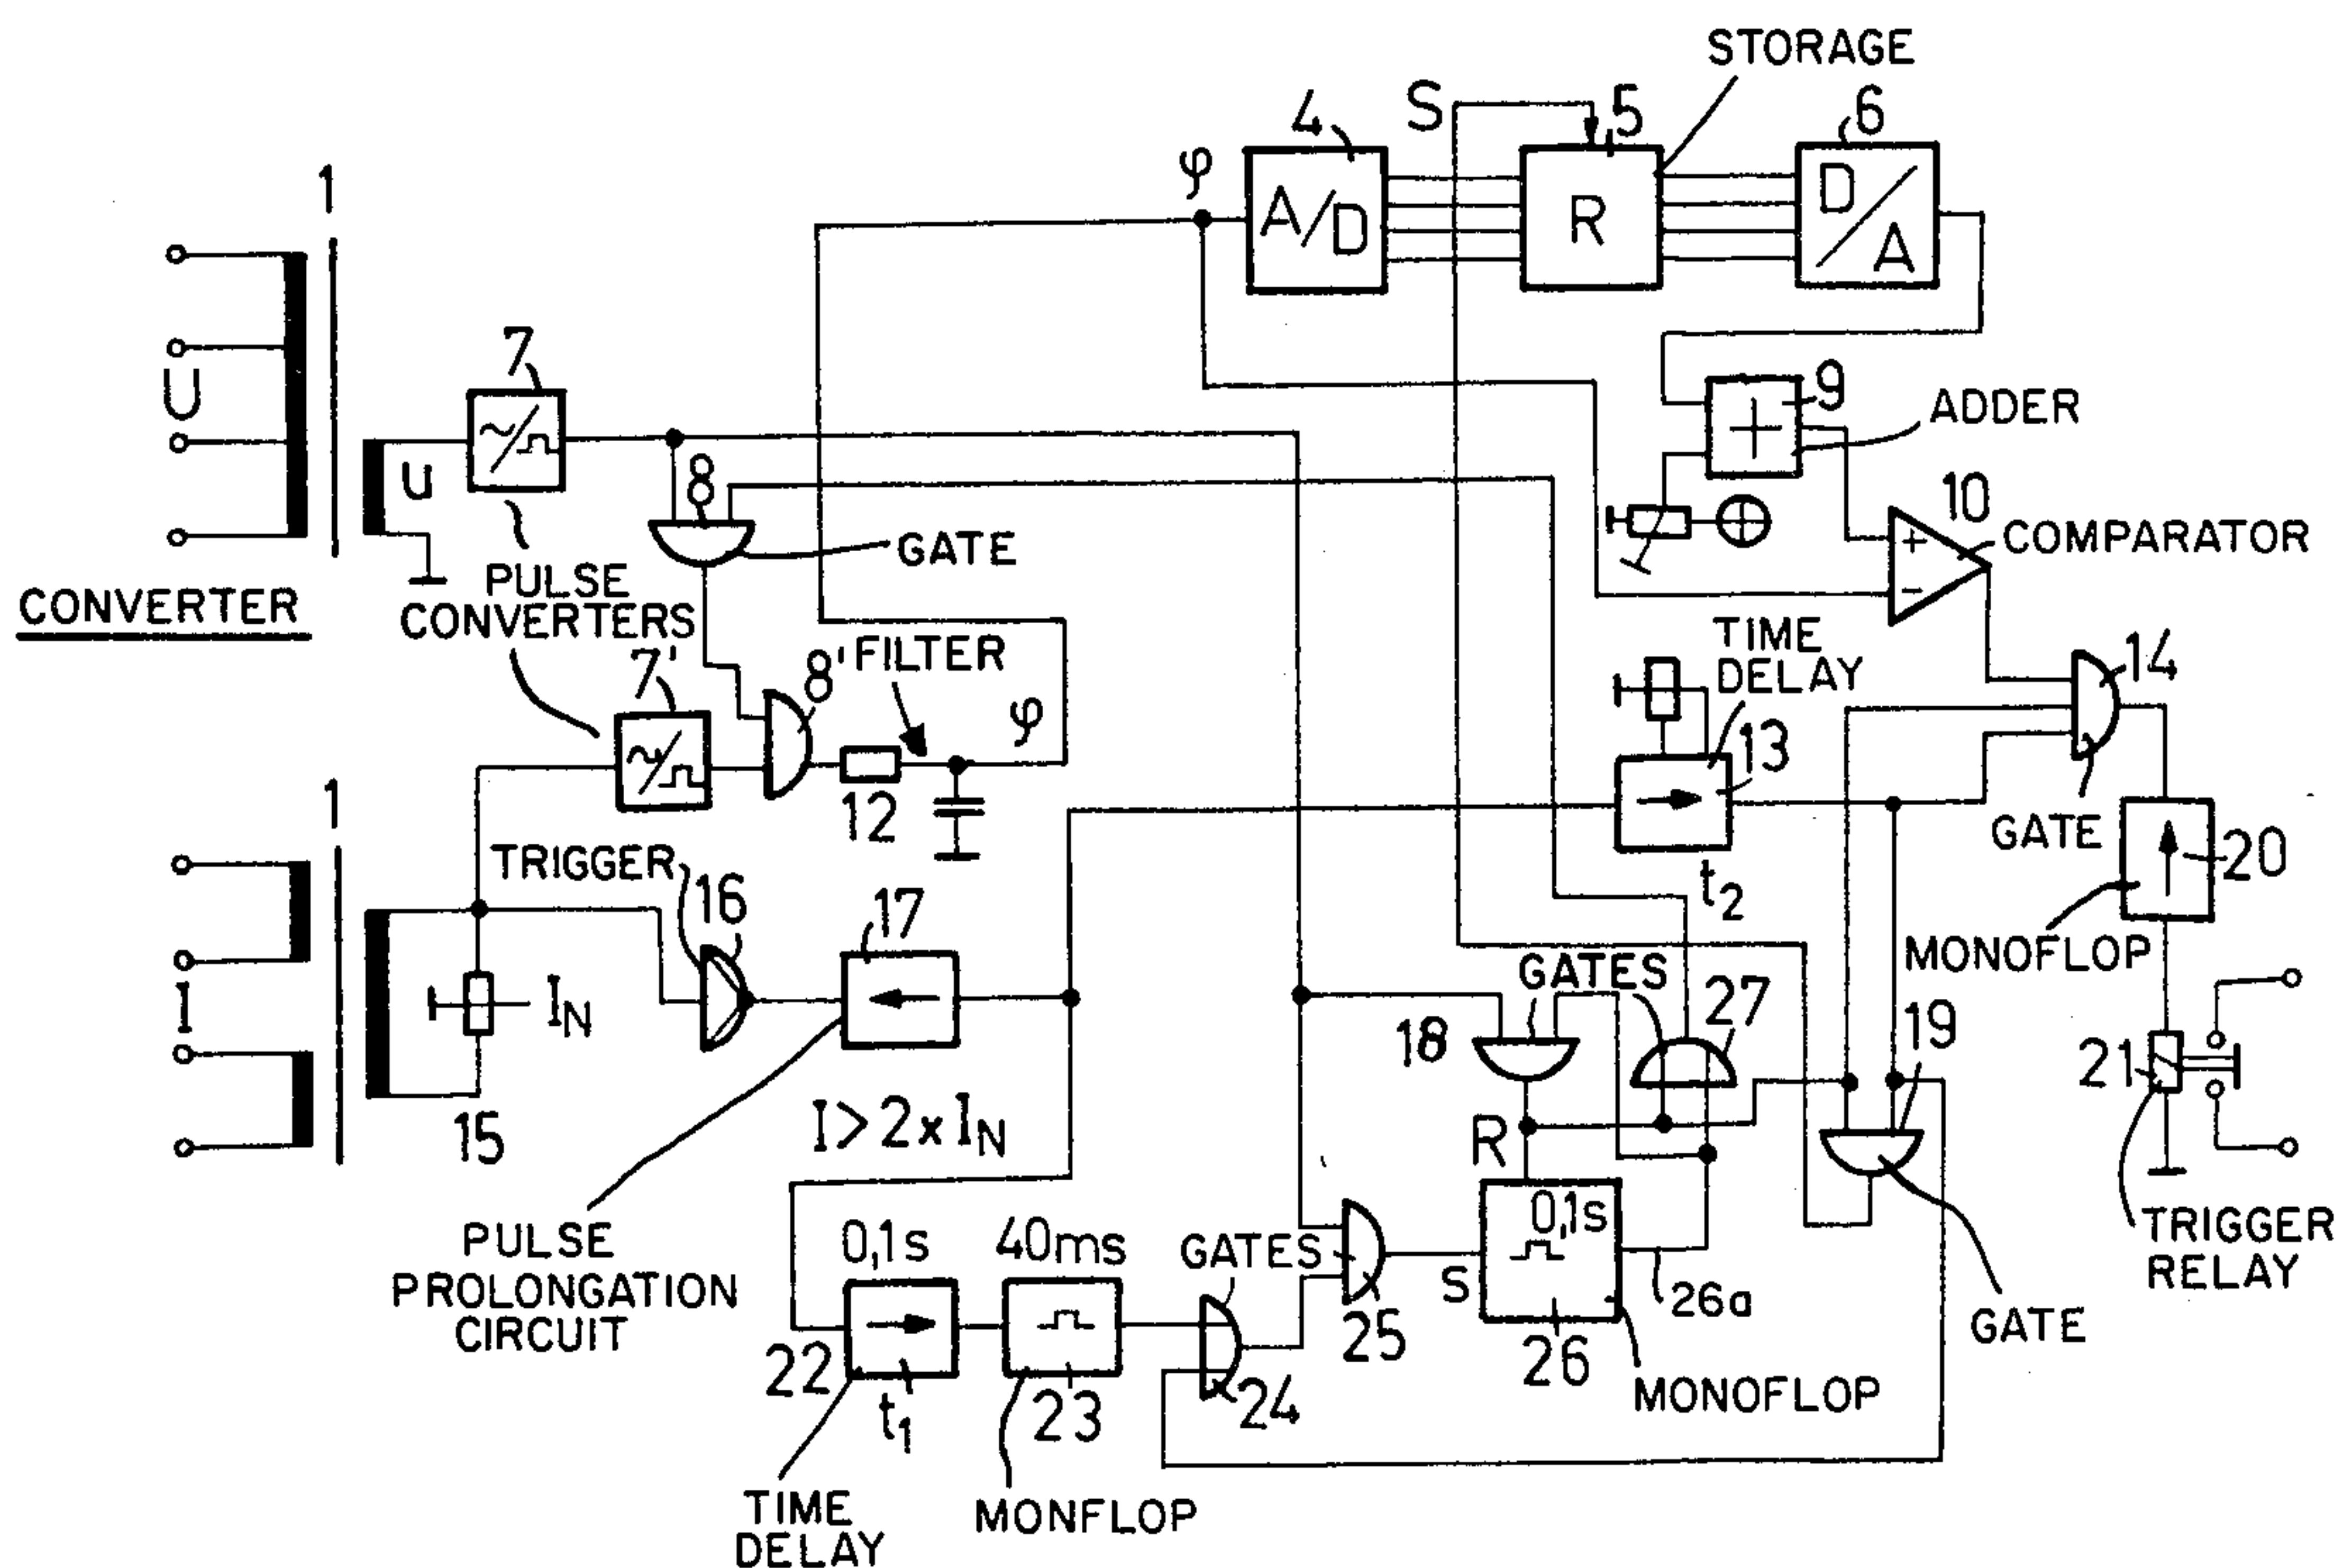 STORAGE
S
4
5
6
φ
A/D
R
D/A
1
U
7
u
8
GATE
9
ADDER
10
COMPARATOR
+
-
CONVERTER
PULSE
CONVERTERS
7'
8'
FILTER
φ
12
TIME
DELAY
13
t2
14
GATE
20
MONOFLOP
1
I
TRIGGER
16
17
IN
15
I > 2 x IN
GATES
18
27
19
21
R
PULSE
PROLONGATION
CIRCUIT
0,1s
40ms
GATES
25
S
0,1s
26a
26
TRIGGER
RELAY
GATE
22
t1
23
24
MONOFLOP
TIME
DELAY
MONFLOP